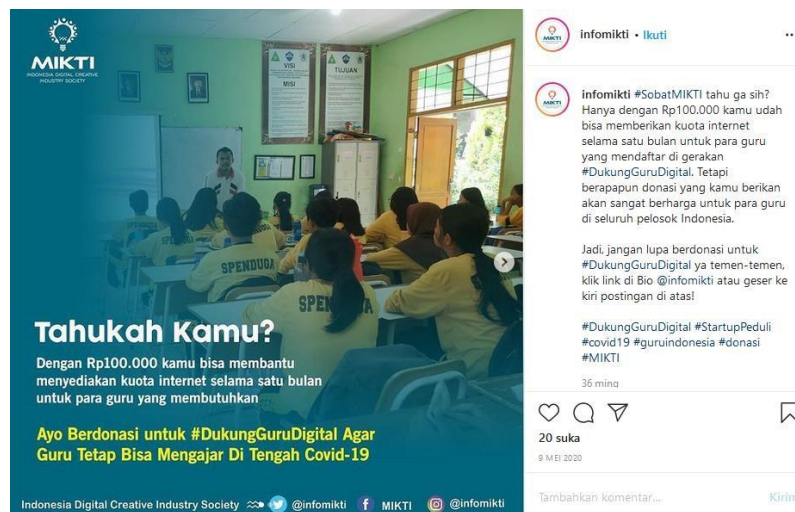 MIKTI
INDONESIA DIGITAL CREATIVE
INDUSTRY SOCIETY
VISI
MISI
TUJUAN
SPENDUGA
SPENDUGA
Tahukah Kamu?
Dengan Rp100.000 kamu bisa membantu
menyediakan kuota internet selama satu bulan
untuk para guru yang membutuhkan
Ayo Berdonasi untuk #DukungGuruDigital Agar
Guru Tetap Bisa Mengajar Di Tengah Covid-19
Indonesia Digital Creative Industry Society @infomikti MIKTI @infomikti
infomikti • Ikuti
infomikti #SobatMIKTI tahu ga sih?
Hanya dengan Rp100.000 kamu udah
bisa memberikan kuota internet
selama satu bulan untuk para guru
yang mendaftar di gerakan
#DukungGuruDigital. Tetapi
berapapun donasi yang kamu berikan
akan sangat berharga untuk para guru
di seluruh pelosok Indonesia.
Jadi, jangan lupa berdonasi untuk
#DukungGuruDigital ya temen-temen,
klik link di Bio @infomikti atau geser ke
kiri postingan di atas!
#DukungGuruDigital #StartupPeduli
#covid19 #guruindonesia #donasi
#MIKTI
36 ming
20 suka
9 MEI 2020
Tambahkan komentar...
Kirim